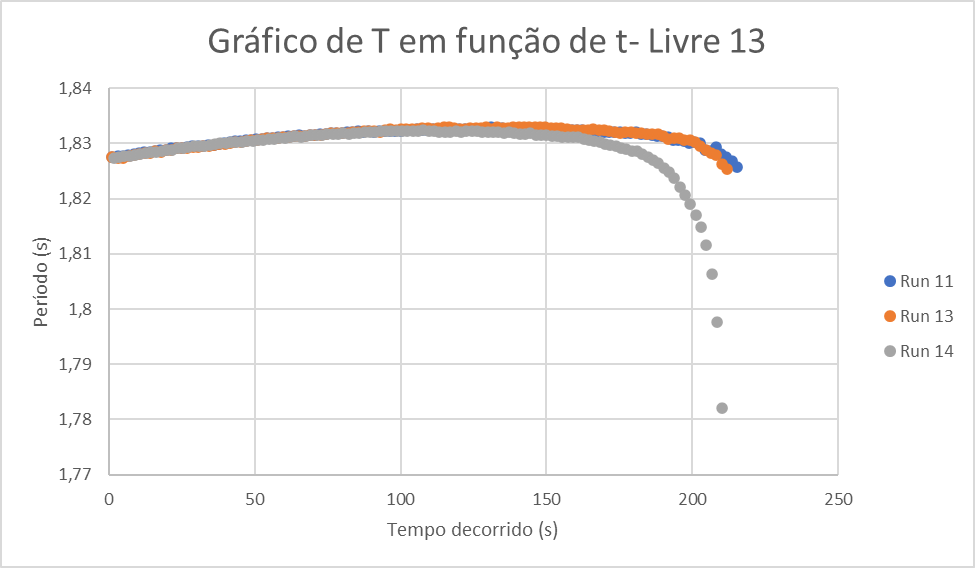 Gráfico de T em função de t- Livre 13
1,84
1,83
1,82
1,81
1,8
1,79
1,78
1,77
Período (s)
0 50 100 150 200 250
Tempo decorrido (s)
Run 11
Run 13
Run 14